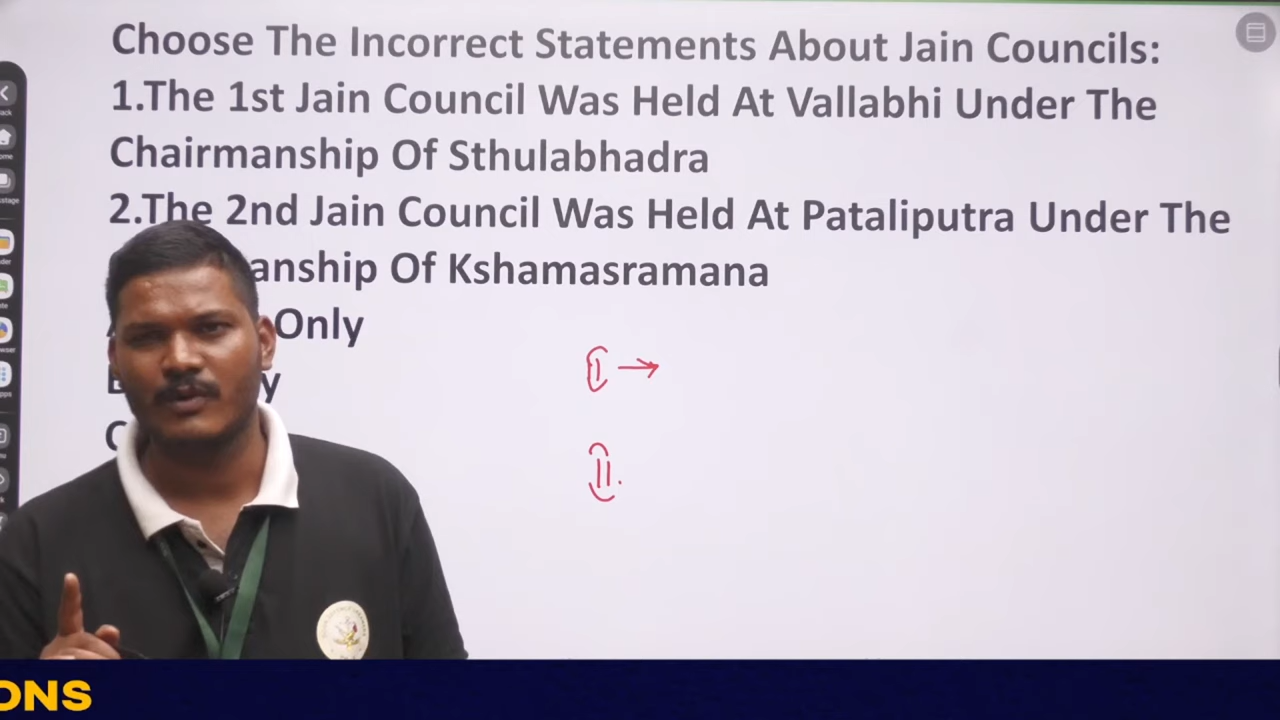 Choose The Incorrect Statements About Jain Councils:
1.The 1st Jain Council Was Held At Vallabhi Under The
Chairmanship Of Sthulabhadra
2.The 2nd Jain Council Was Held At Pataliputra Under The
anship Of Kshamasramana
Only
y
C
I →
II.
ONS